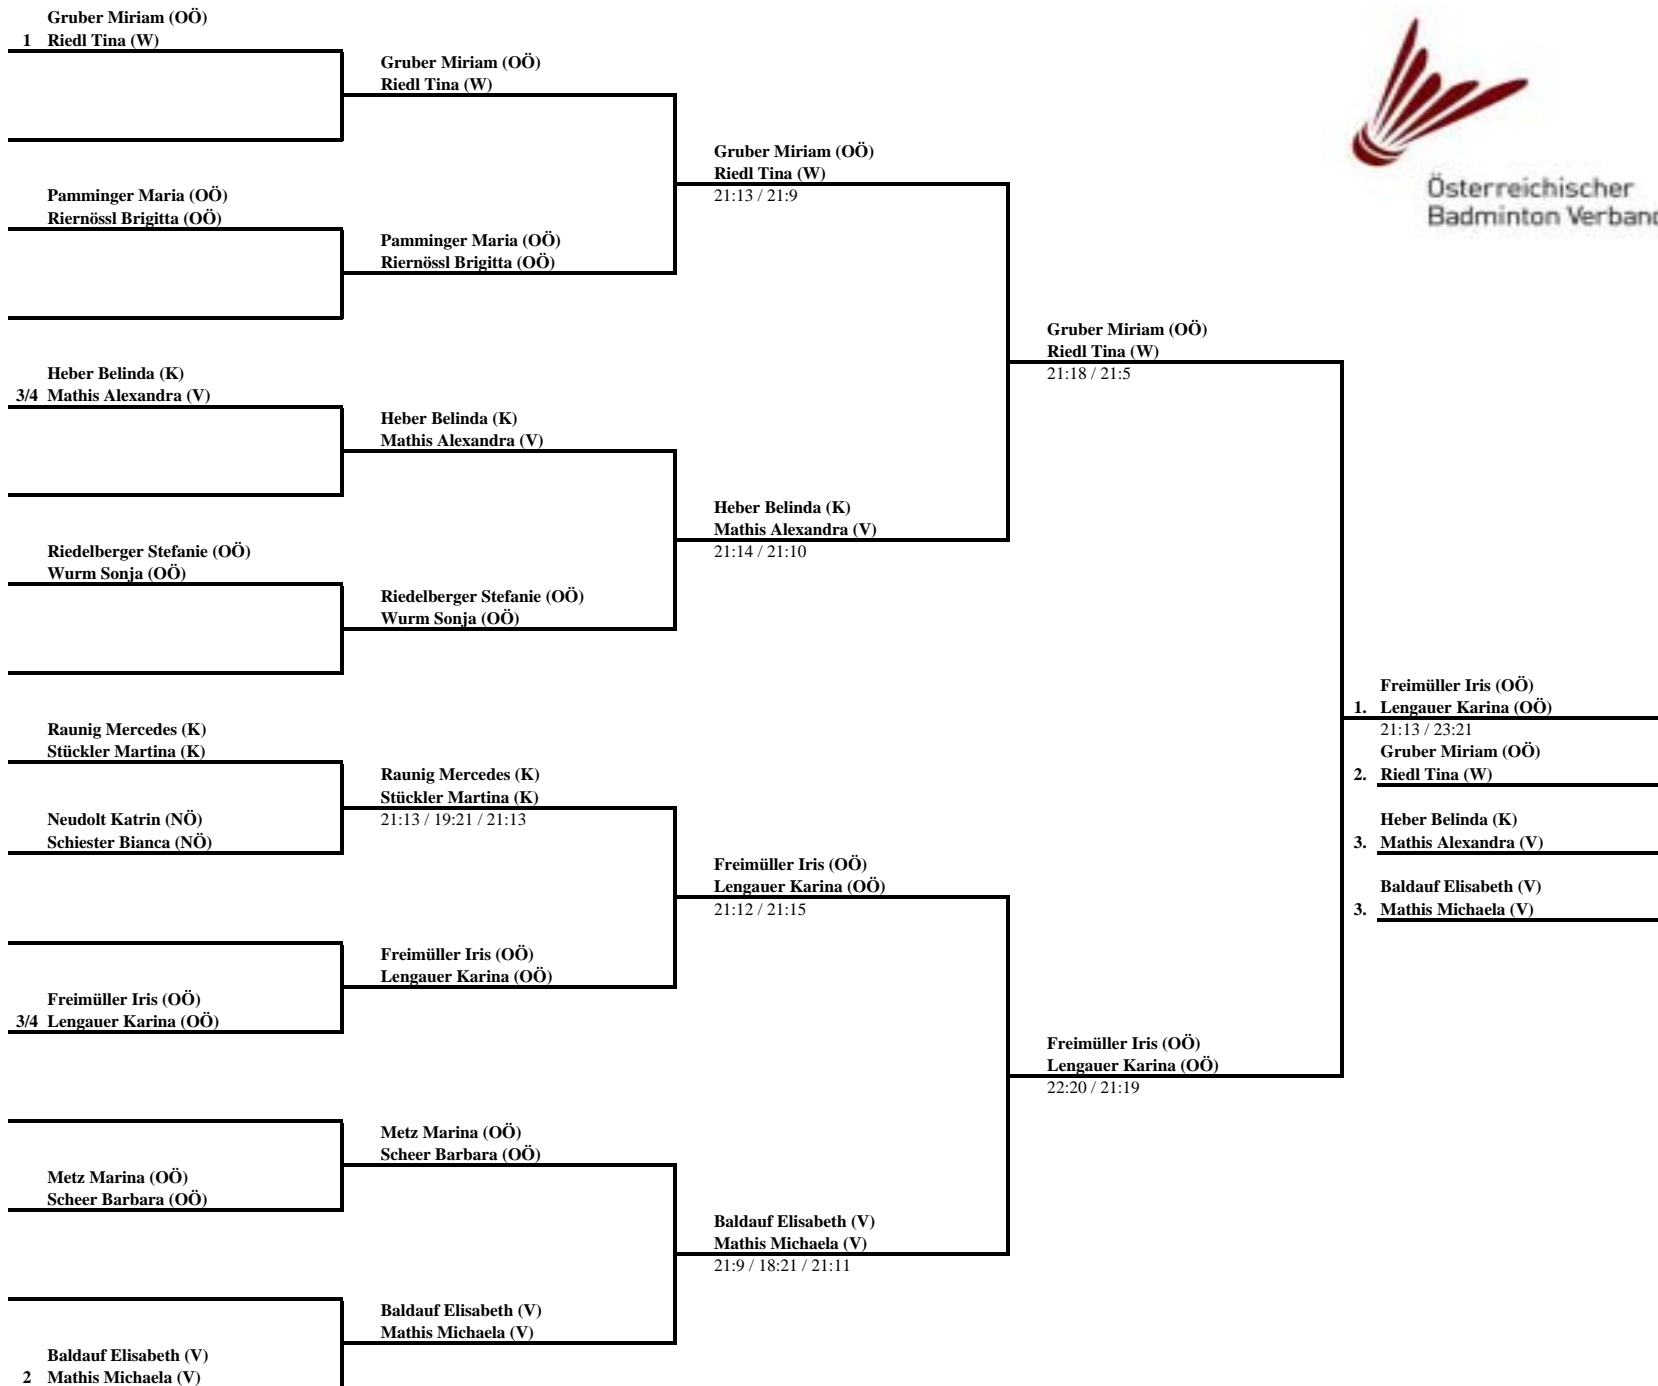 Gruber Miriam (OÖ)
1 Riedl Tina (W)
Pamminger Maria (OÖ)
Riernössl Brigitta (OÖ)
Heber Belinda (K)
3/4 Mathis Alexandra (V)
Riedelberger Stefanie (OÖ)
Wurm Sonja (OÖ)
Raunig Mercedes (K)
Stückler Martina (K)
Neudolt Katrin (NÖ)
Schiester Bianca (NÖ)
Freimüller Iris (OÖ)
3/4 Lengauer Karina (OÖ)
Metz Marina (OÖ)
Scheer Barbara (OÖ)
Baldauf Elisabeth (V)
2 Mathis Michaela (V)
Gruber Miriam (OÖ)
Riedl Tina (W)
Pamminger Maria (OÖ)
Riernössl Brigitta (OÖ)
Heber Belinda (K)
Mathis Alexandra (V)
Riedelberger Stefanie (OÖ)
Wurm Sonja (OÖ)
Raunig Mercedes (K)
Stückler Martina (K)
21:13 / 19:21 / 21:13
Freimüller Iris (OÖ)
Lengauer Karina (OÖ)
Metz Marina (OÖ)
Scheer Barbara (OÖ)
Baldauf Elisabeth (V)
Mathis Michaela (V)
Gruber Miriam (OÖ)
Riedl Tina (W)
21:13 / 21:9
Heber Belinda (K)
Mathis Alexandra (V)
21:14 / 21:10
Freimüller Iris (OÖ)
Lengauer Karina (OÖ)
21:12 / 21:15
Baldauf Elisabeth (V)
Mathis Michaela (V)
21:9 / 18:21 / 21:11
Gruber Miriam (OÖ)
Riedl Tina (W)
21:18 / 21:5
Freimüller Iris (OÖ)
Lengauer Karina (OÖ)
22:20 / 21:19
Österreichischer
Badminton Verband
Freimüller Iris (OÖ)
1. Lengauer Karina (OÖ)
21:13 / 23:21
Gruber Miriam (OÖ)
2. Riedl Tina (W)
Heber Belinda (K)
3. Mathis Alexandra (V)
Baldauf Elisabeth (V)
3. Mathis Michaela (V)